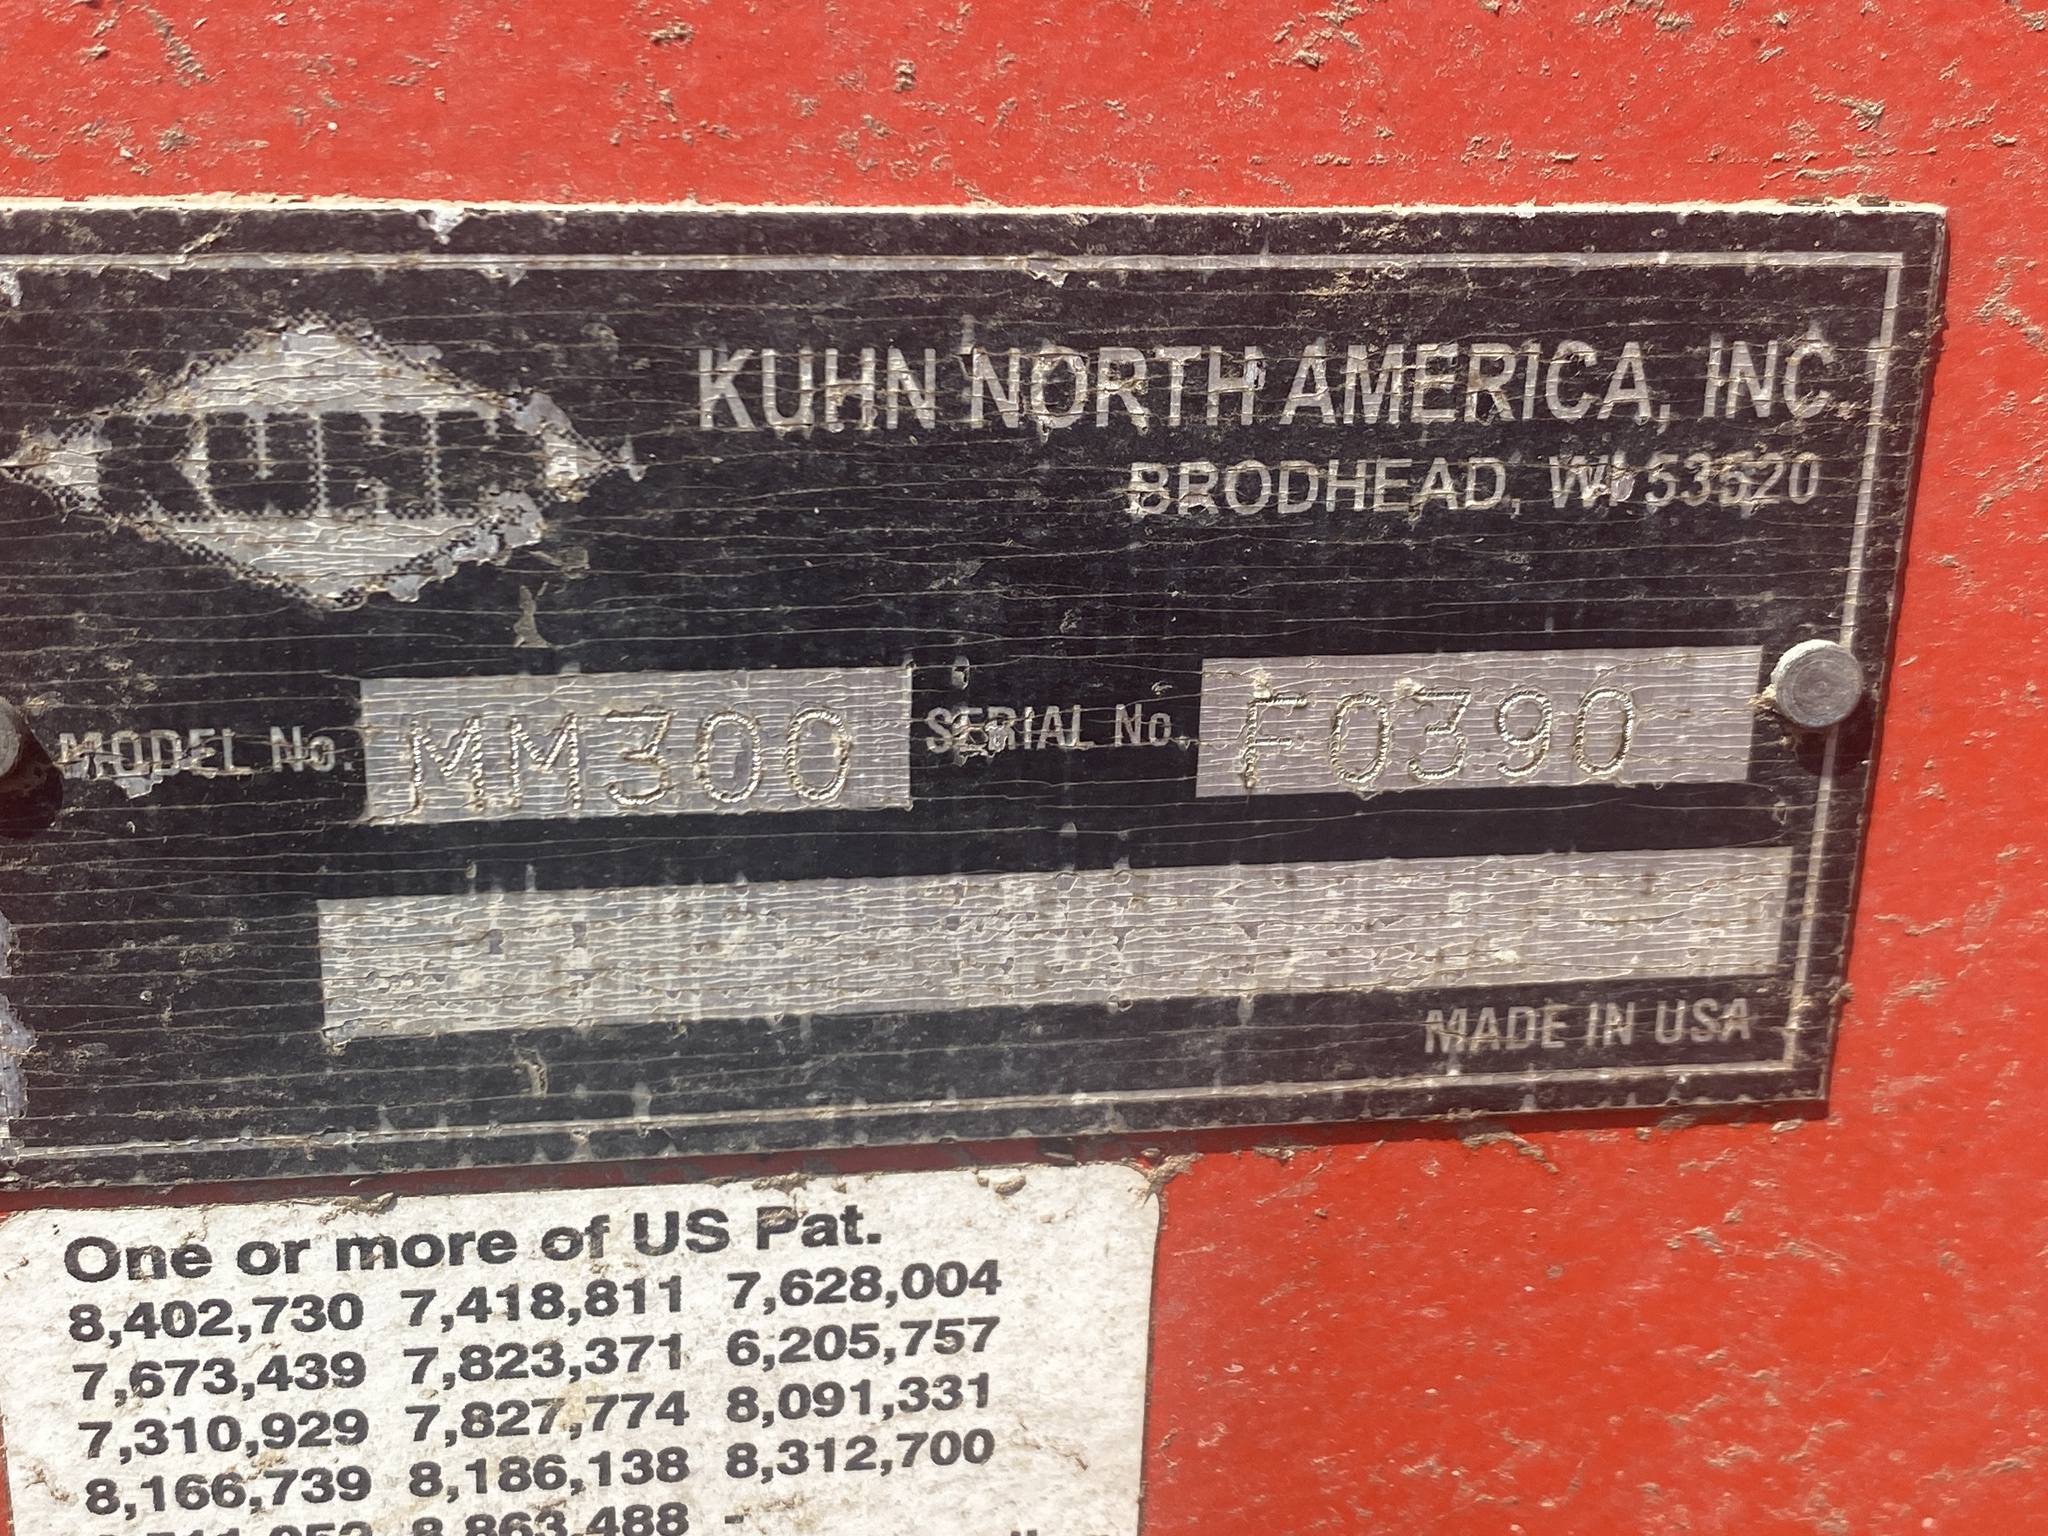 KUHN
KUHN NORTH AMERICA, INC
BRODHEAD, WI 53520
MODEL No. MM300 SERIAL No. F0390
MADE IN USA
One or more of US Pat.
8,402,730 7,418,811 7,628,004
7,673,439 7,823,371 6,205,757
7,310,929 7,827,774 8,091,331
8,166,739 8,186,138 8,312,700
8,863,488 -